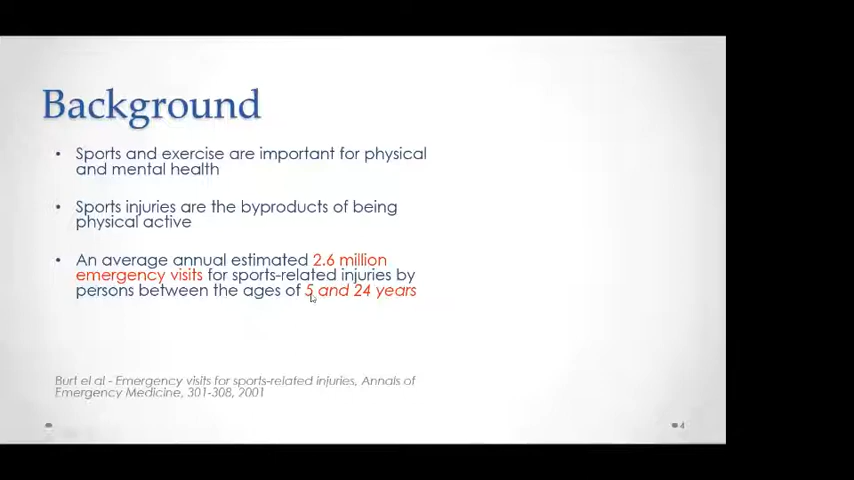 Background
• Sports and exercise are important for physical
and mental health
• Sports injuries are the byproducts of being
physical active
• An average annual estimated 2.6 million
emergency visits for sports-related injuries by
persons between the ages of 5 and 24 years
Burt el al - Emergency visits for sports-related injuries, Annals of
Emergency Medicine, 301-308, 2001
4